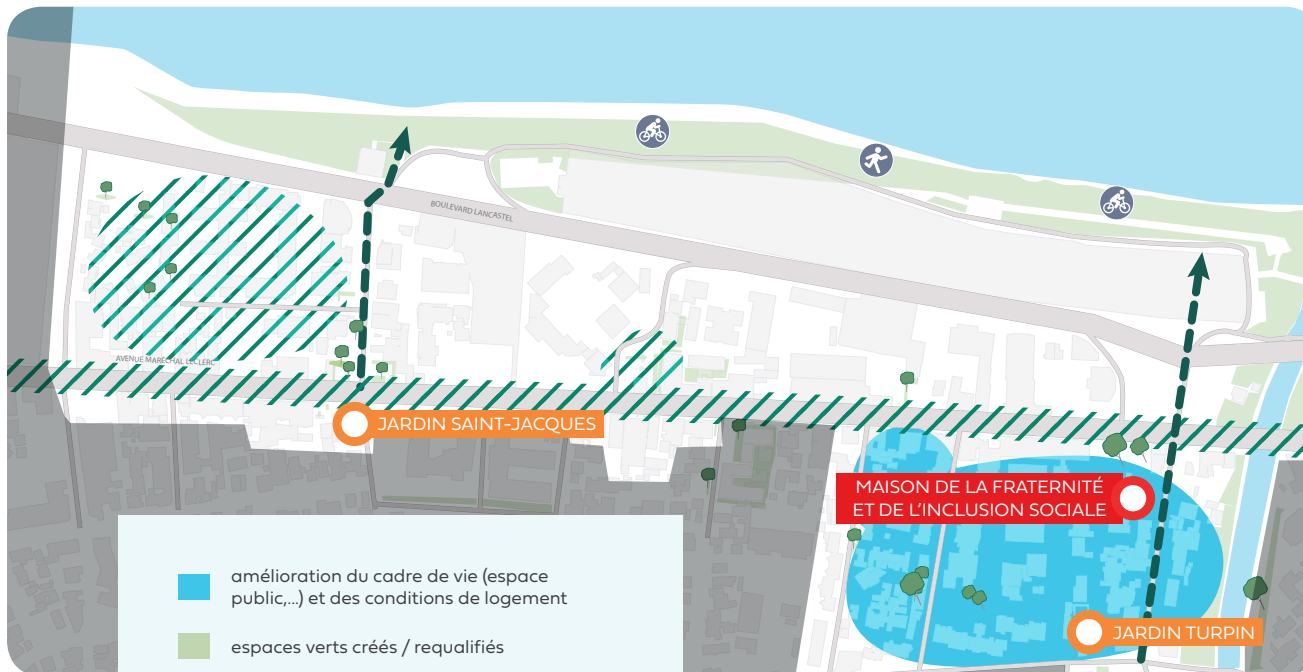 BOULEVARD LANCASTEL
AVENUE MARÉCHAL LECLERC
JARDIN SAINT-JACQUES
MAISON DE LA FRATERNITÉ
ET DE L'INCLUSION SOCIALE
amélioration du cadre de vie (espace
public,...) et des conditions de logement
JARDIN TURPIN
espaces verts créés / requalifiés